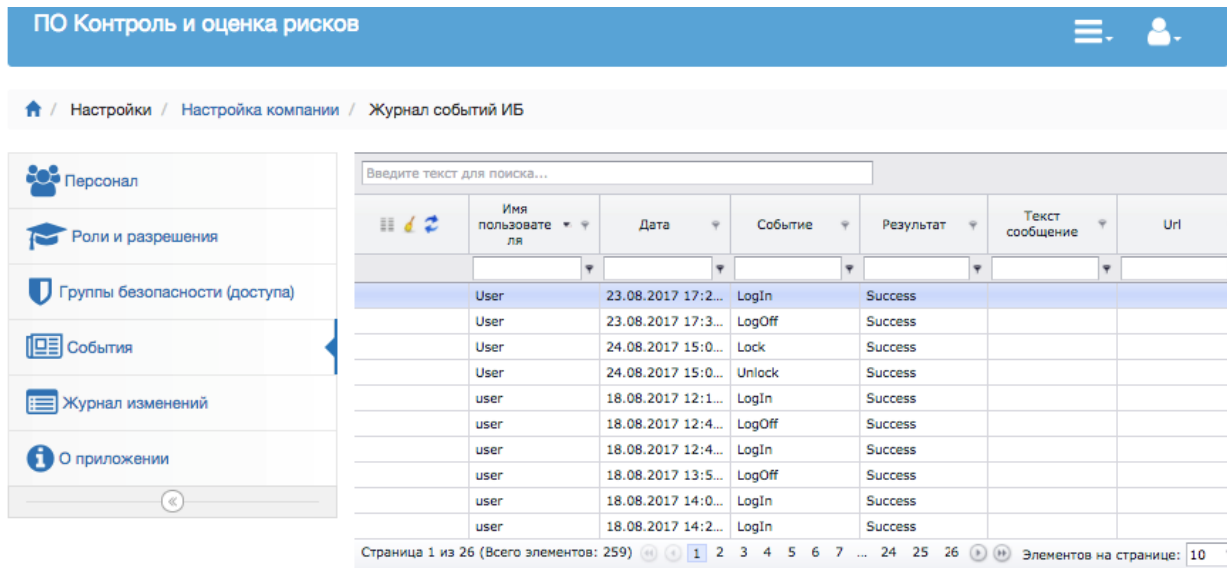 ПО Контроль и оценка рисков
/ Настройки / Настройка компании / Журнал событий ИБ
Персонал
Роли и разрешения
Группы безопасности (доступа)
События
Журнал изменений
О приложении
Введите текст для поиска...
Имя пользовате ля Дата Событие Результат Текст сообщение Url
User 23.08.2017 17:2... LogIn Success
User 23.08.2017 17:3... LogOff Success
User 24.08.2017 15:0... Lock Success
User 24.08.2017 15:0... Unlock Success
user 18.08.2017 12:1... LogIn Success
user 18.08.2017 12:4... LogOff Success
user 18.08.2017 12:4... LogIn Success
user 18.08.2017 13:5... LogOff Success
user 18.08.2017 14:0... LogIn Success
user 18.08.2017 14:2... LogIn Success
Страница 1 из 26 (Всего элементов: 259) 1 2 3 4 5 6 7 ... 24 25 26 Элементов на странице: 10